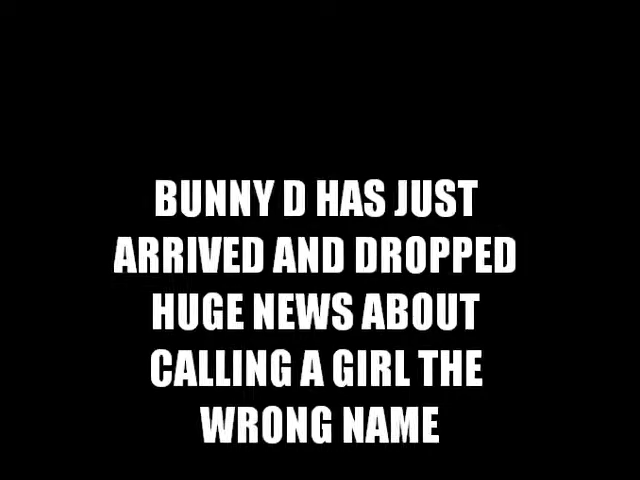 BUNNY D HAS JUST
ARRIVED AND DROPPED
HUGE NEWS ABOUT
CALLING A GIRL THE
WRONG NAME